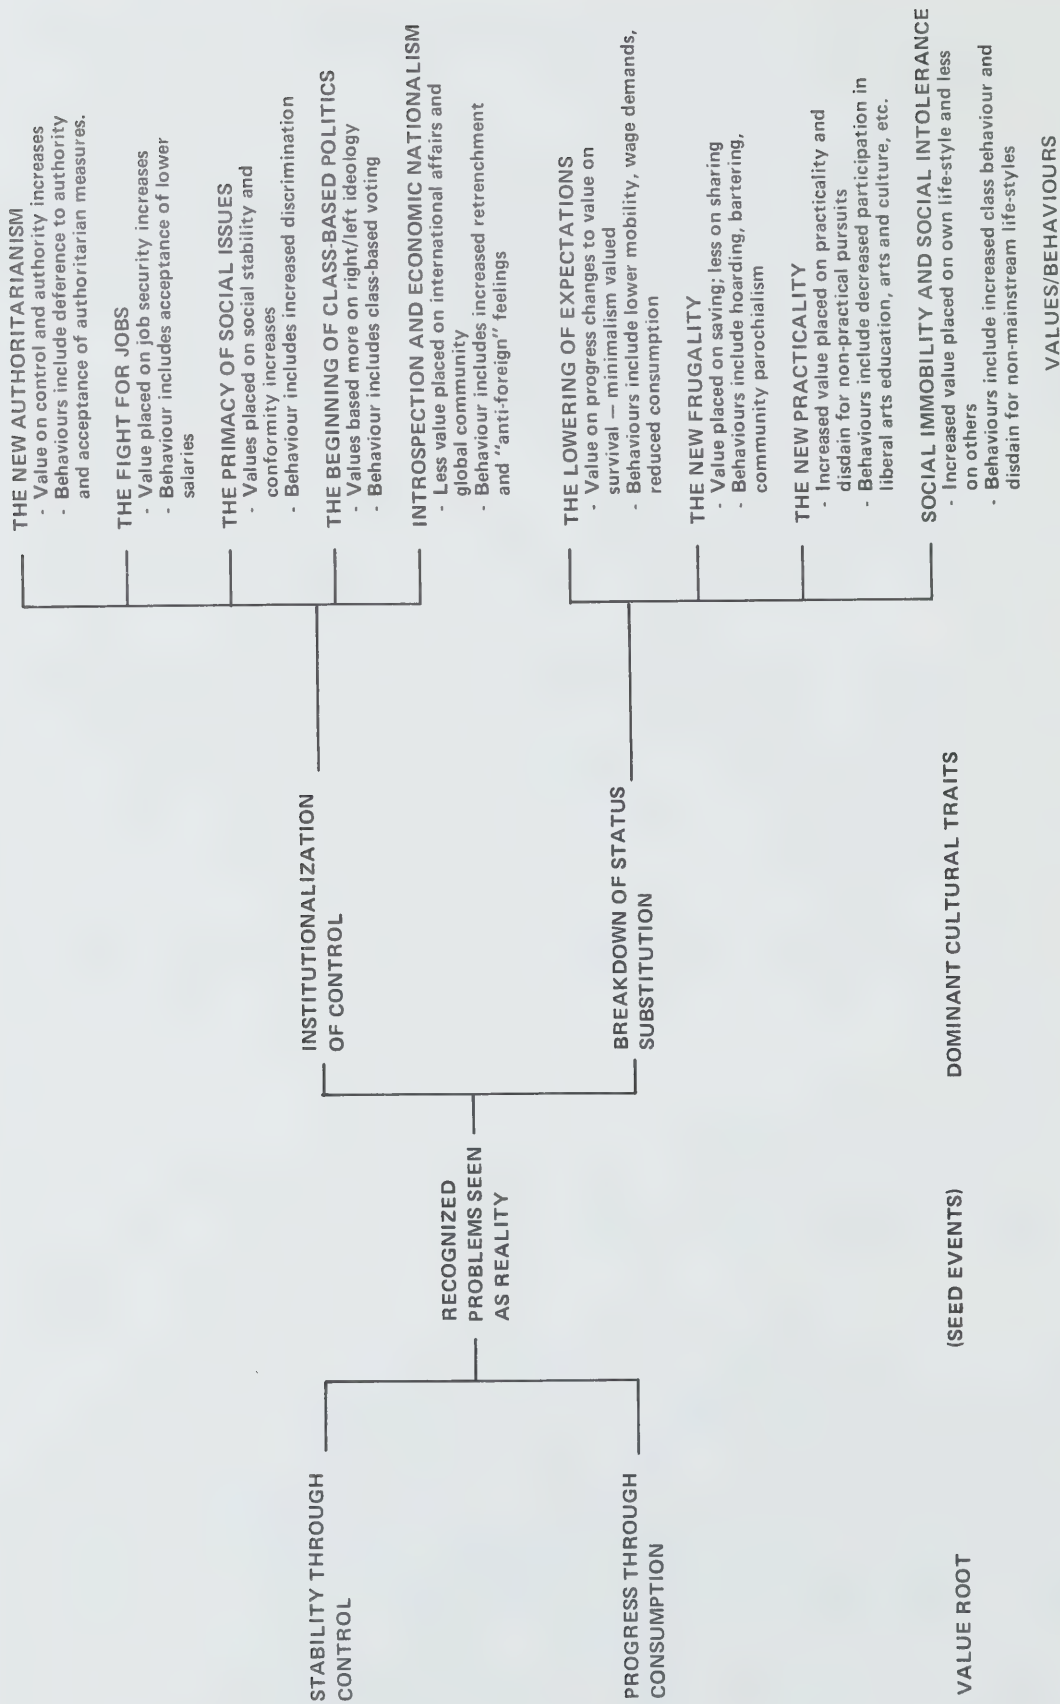 STABILITY THROUGH
CONTROL
PROGRESS THROUGH
CONSUMPTION
VALUE ROOT
RECOGNIZED
PROBLEMS SEEN
AS REALITY
(SEED EVENTS)
INSTITUTIONALIZATION
OF CONTROL
BREAKDOWN OF STATUS
SUBSTITUTION
DOMINANT CULTURAL TRAITS
THE NEW AUTHORITARIANISM
- Value on control and authority increases
- Behaviours include deference to authority
and acceptance of authoritarian measures.
THE FIGHT FOR JOBS
- Value placed on job security increases
- Behaviour includes acceptance of lower
salaries
THE PRIMACY OF SOCIAL ISSUES
- Values placed on social stability and
conformity increases
- Behaviour includes increased discrimination
THE BEGINNING OF CLASS-BASED POLITICS
- Values based more on right/left ideology
- Behaviour includes class-based voting
INTROSPECTION AND ECONOMIC NATIONALISM
- Less value placed on international affairs and
global community
- Behaviour includes increased retrenchment
and "anti-foreign" feelings
THE LOWERING OF EXPECTATIONS
- Value on progress changes to value on
survival — minimalism valued
- Behaviours include lower mobility, wage demands,
reduced consumption
THE NEW FRUGALITY
- Value placed on saving; less on sharing
- Behaviours include hoarding, bartering,
community parochialism
THE NEW PRACTICALITY
- Increased value placed on practicality and
disdain for non-practical pursuits
- Behaviours include decreased participation in
liberal arts education, arts and culture, etc.
SOCIAL IMMOBILITY AND SOCIAL INTOLERANCE
- Increased value placed on own life-style and less
on others
- Behaviours include increased class behaviour and
disdain for non-mainstream life-styles
VALUES/BEHAVIOURS